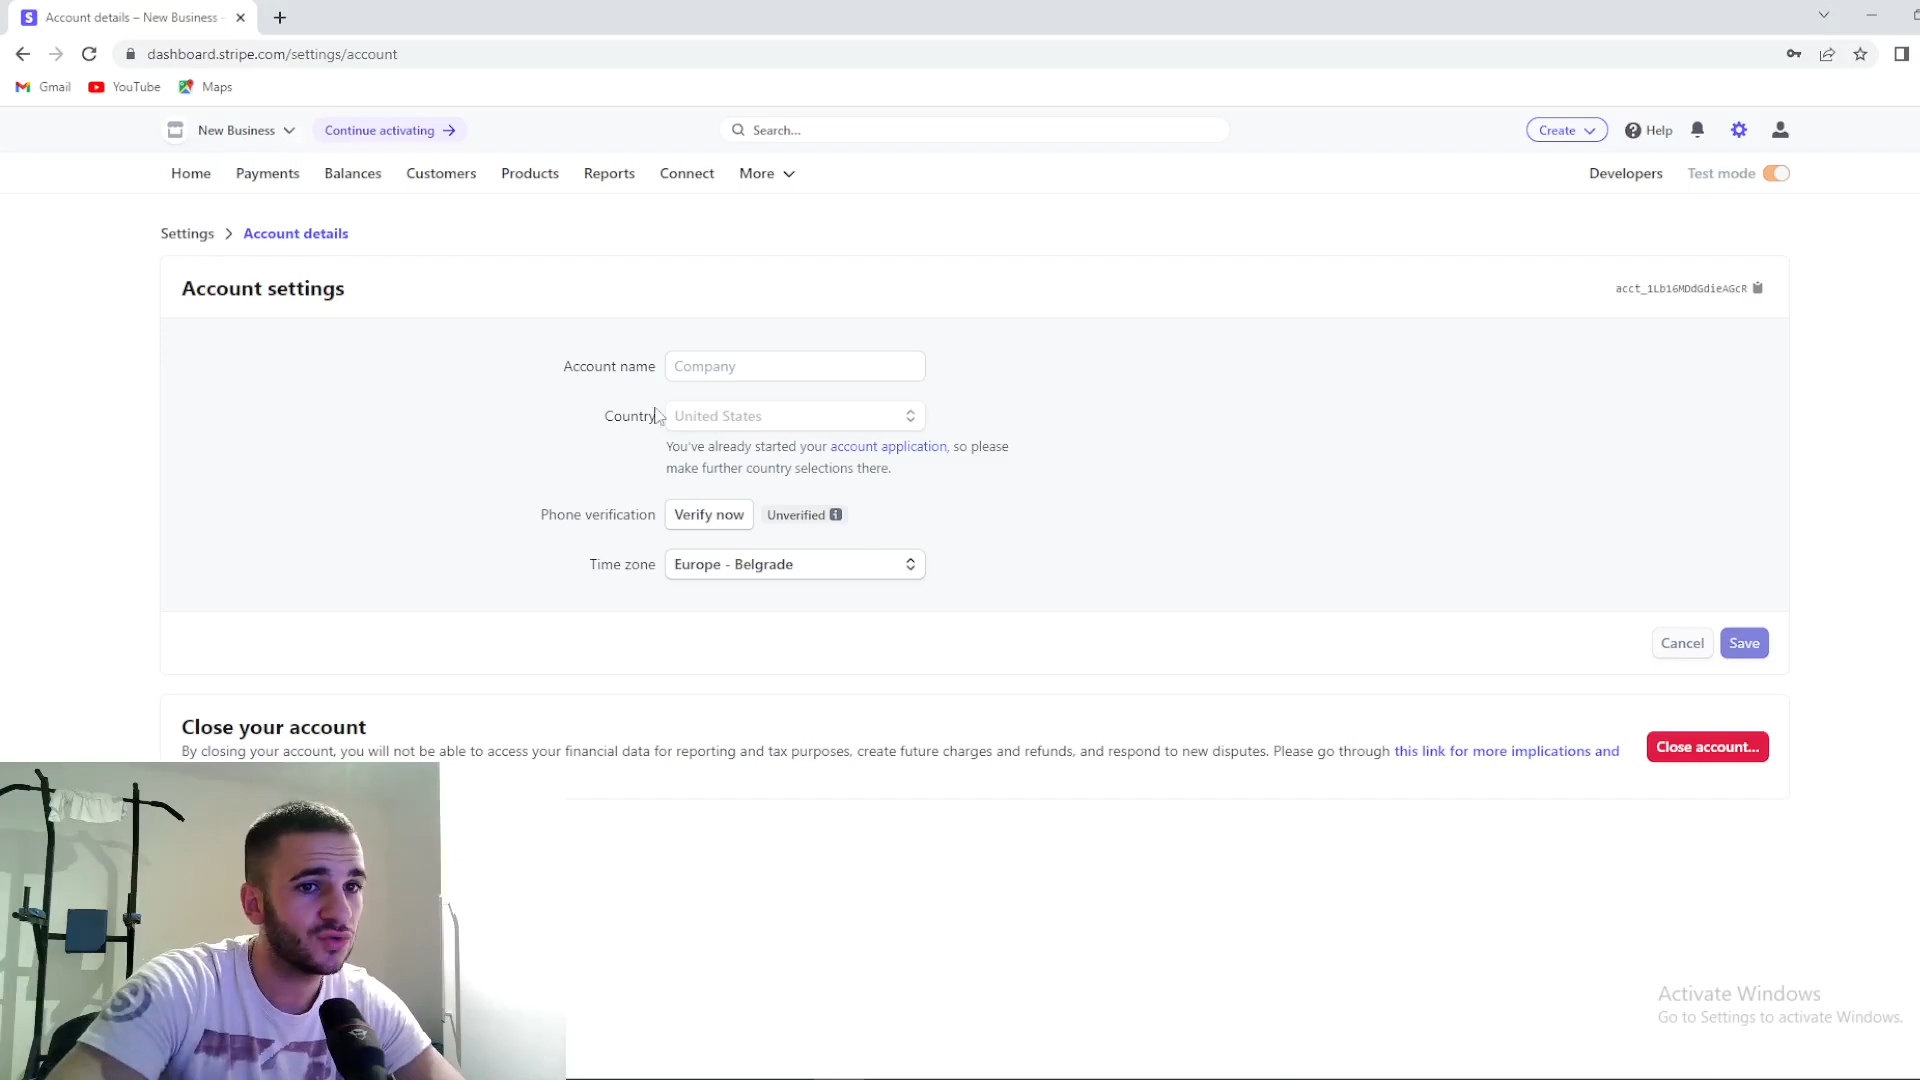 Account details – New Business -
dashboard.stripe.com/settings/account
Gmail YouTube Maps
New Business Continue activating → Search... Create Help
Home Payments Balances Customers Products Reports Connect More Developers Test mode
Settings > Account details
Account settings acct_1Lb16MDdGdieAGcR
Account name Company
Country United States
You've already started your account application, so please
make further country selections there.
Phone verification Verify now Unverified
Time zone Europe - Belgrade
Cancel Save
Close your account
By closing your account, you will not be able to access your financial data for reporting and tax purposes, create future charges and refunds, and respond to new disputes. Please go through this link for more implications and
Close account...
Activate Windows
Go to Settings to activate Windows.